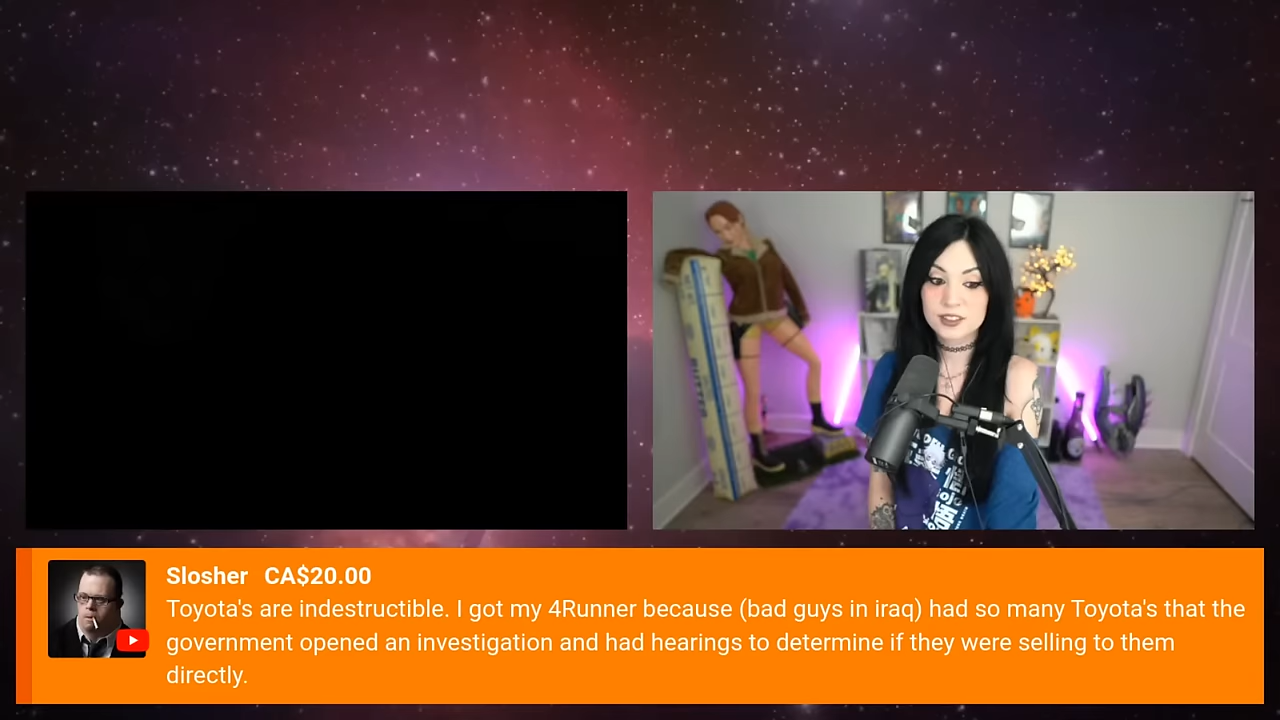 Slosher CA$20.00
Toyota's are indestructible. I got my 4Runner because (bad guys in iraq) had so many Toyota's that the
government opened an investigation and had hearings to determine if they were selling to them
directly.